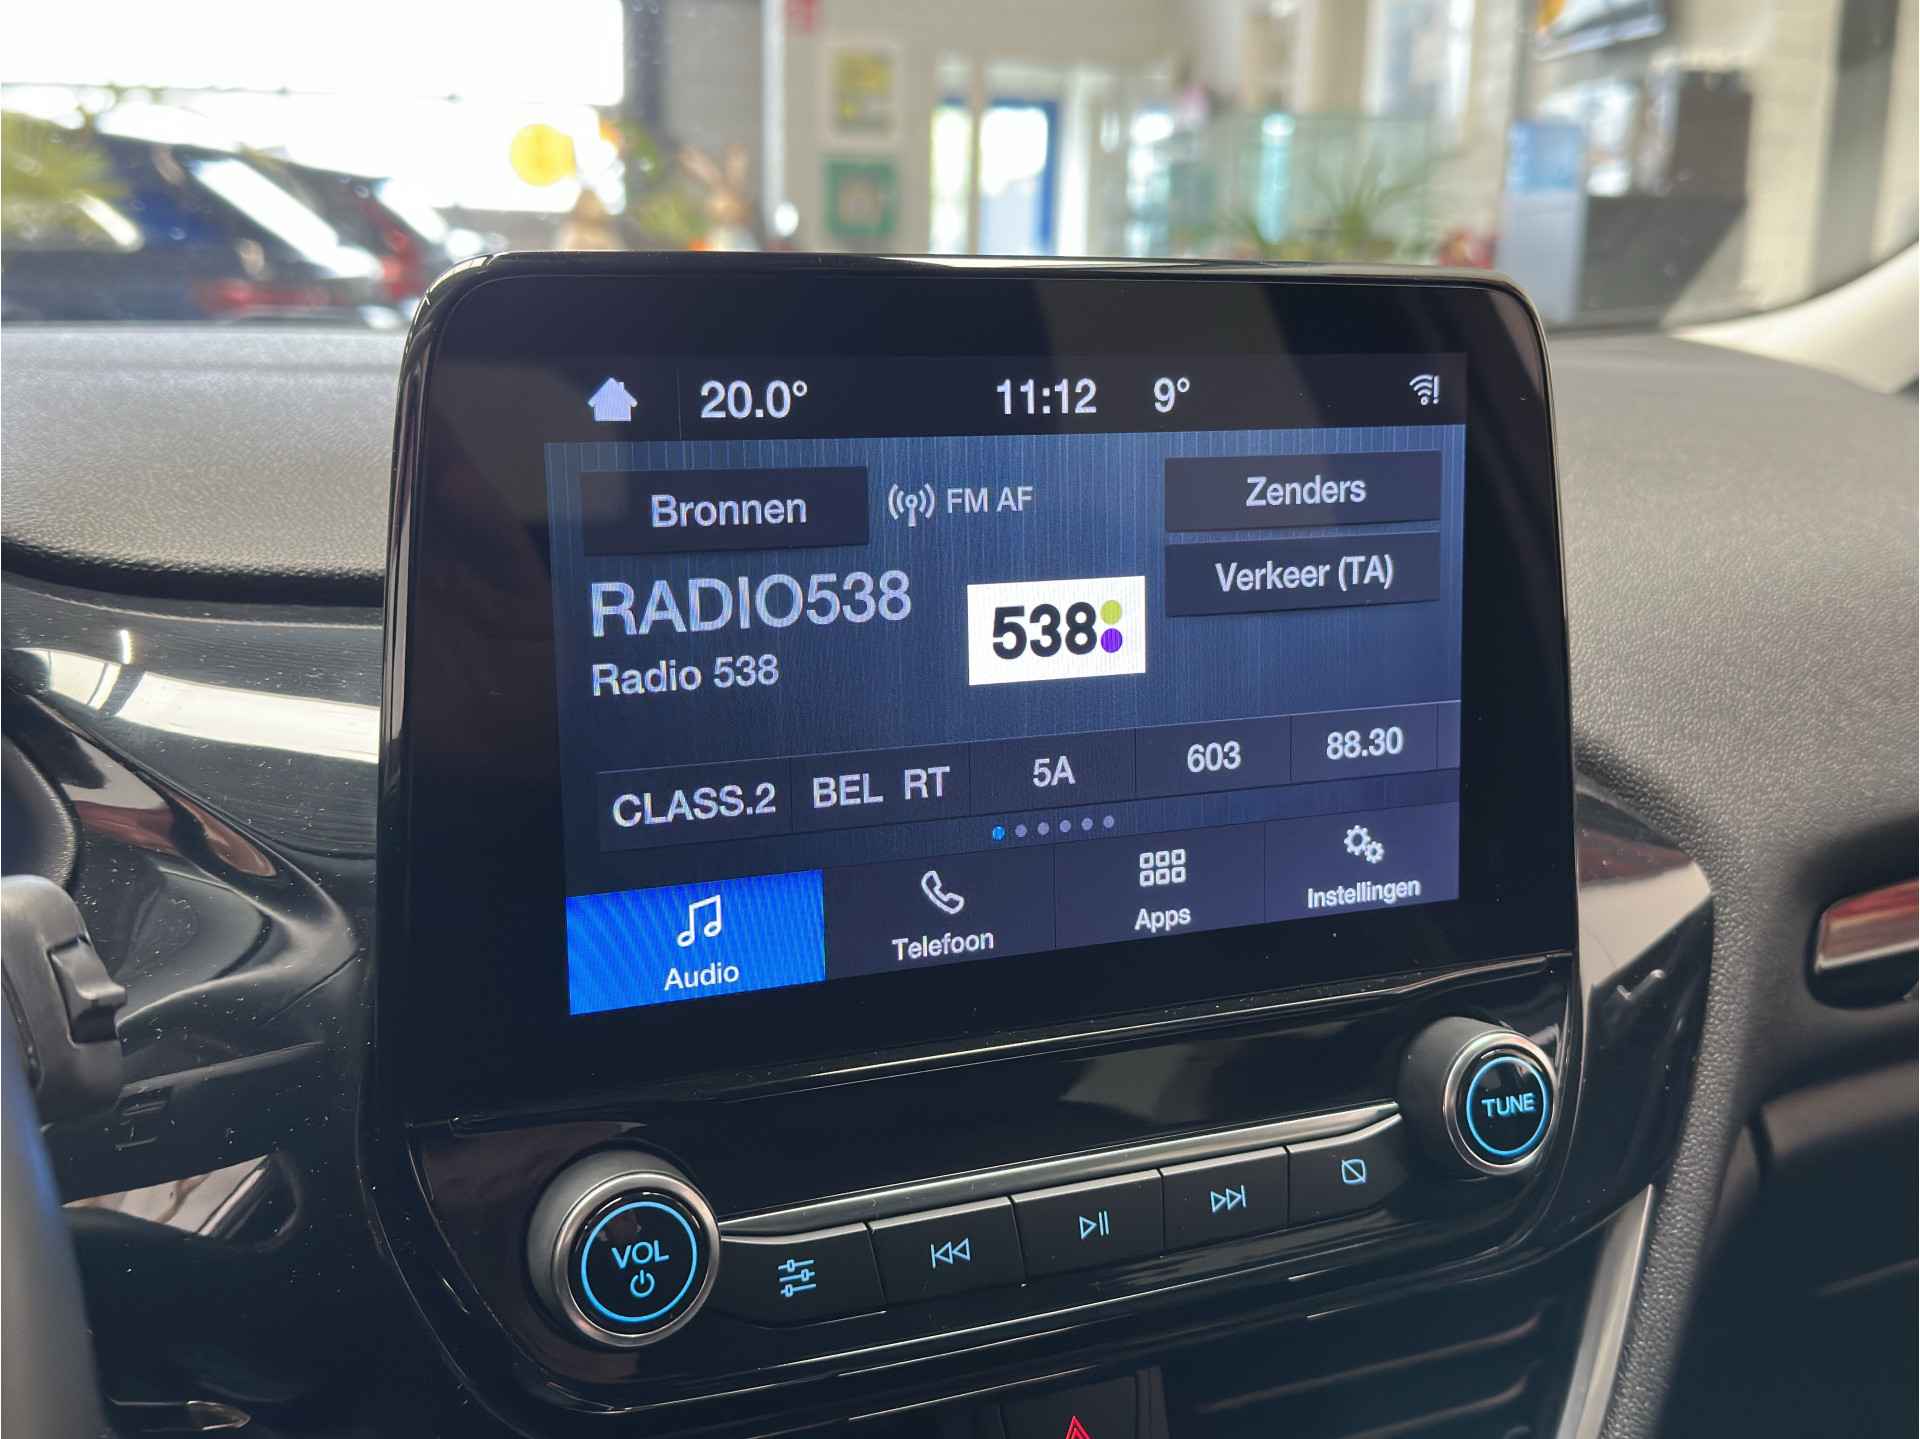 20.0° 11:12 9°
Bronnen FM AF Zenders
Verkeer (TA)
RADIO538
538
Radio 538
CLASS.2 BEL RT 5A 603 88.30
Audio Telefoon Apps Instellingen
TUNE
VOL